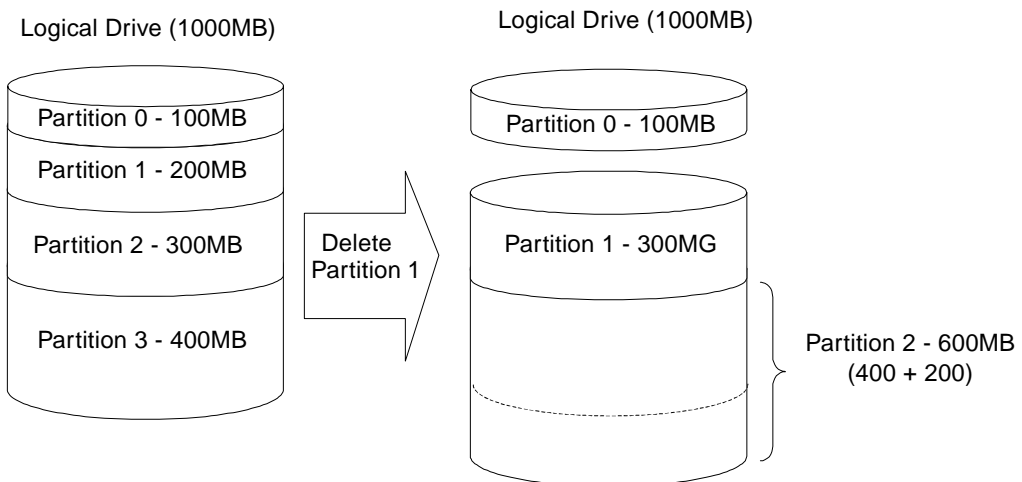 Logical Drive (1000MB)
Partition 0 - 100MB
Partition 1 - 200MB
Partition 2 - 300MB
Partition 3 - 400MB
Delete
Partition 1
Logical Drive (1000MB)
Partition 0 - 100MB
Partition 1 - 300MG
Partition 2 - 600MB
(400 + 200)